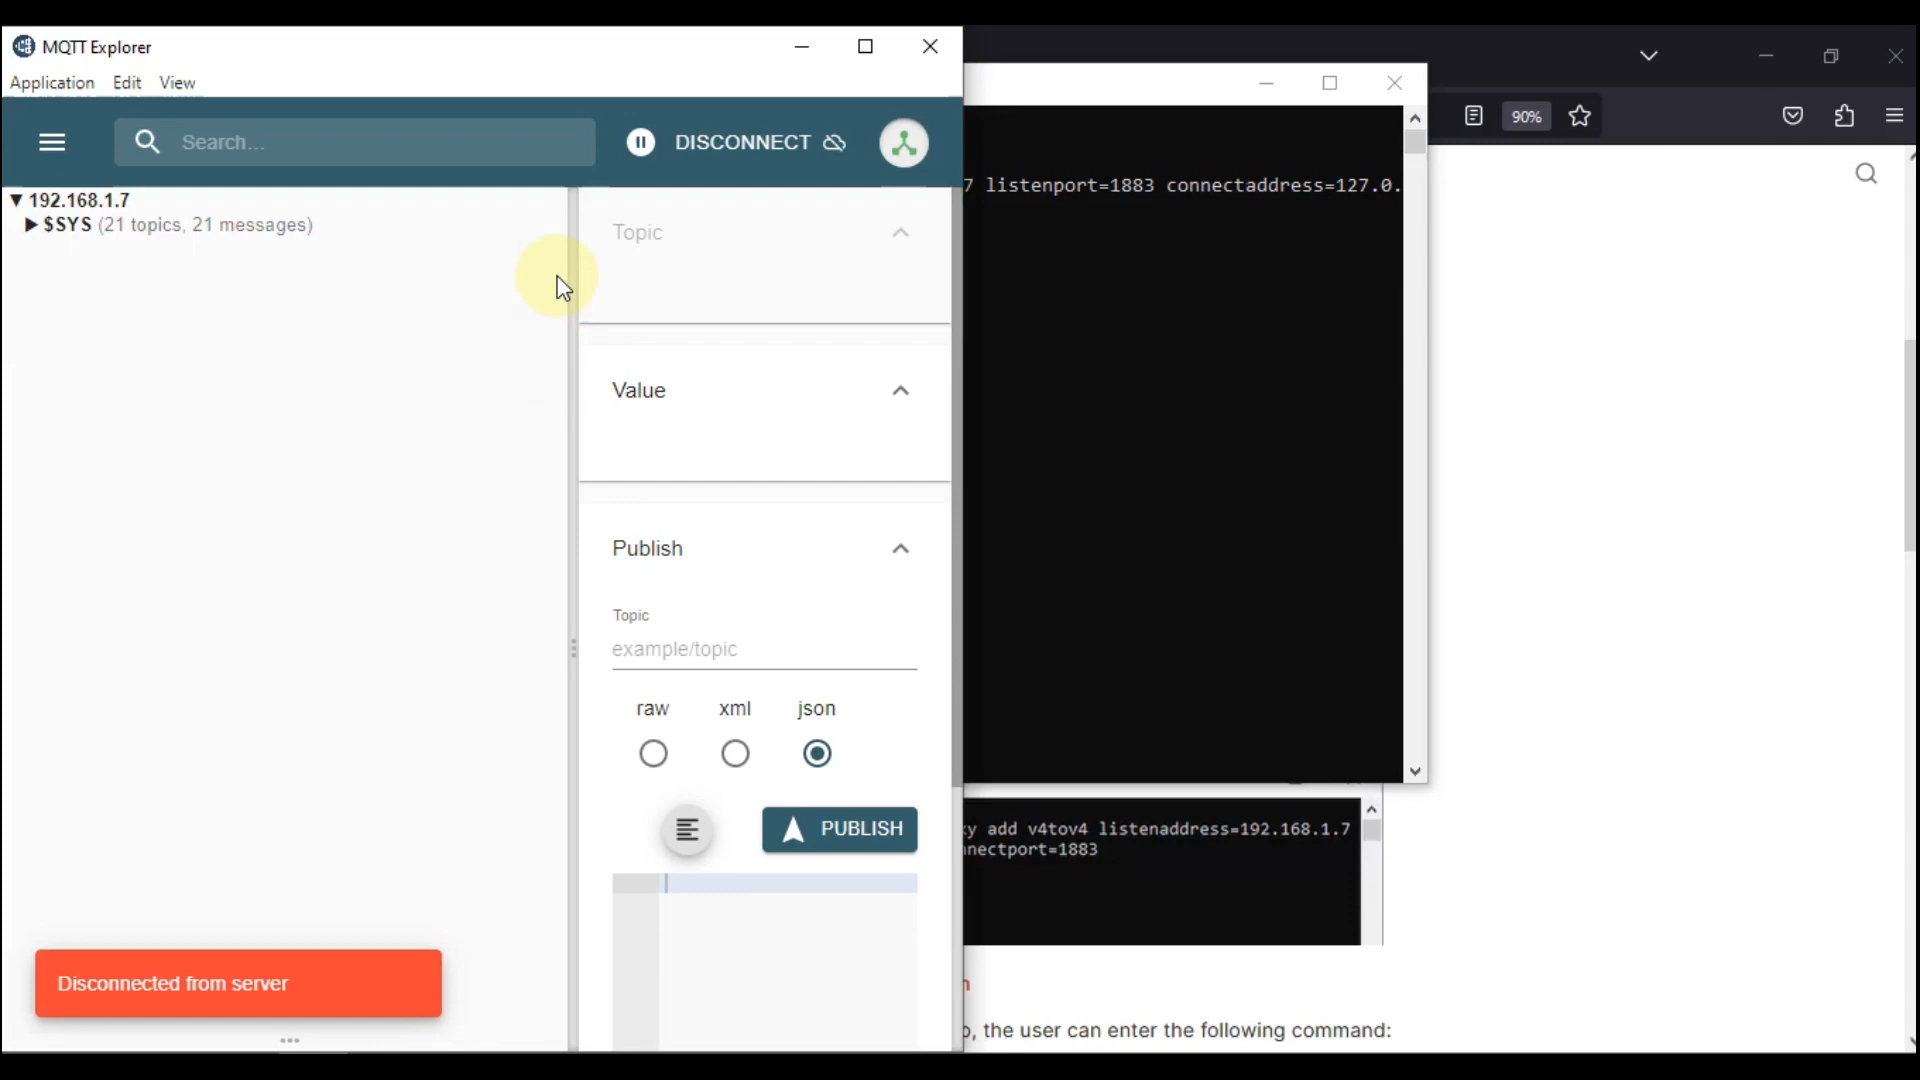 MQTT Explorer
Application Edit View
Search...
DISCONNECT
192.168.1.7
$SYS (21 topics, 21 messages)
Topic
Value
Publish
Topic
example/topic
raw xml json
PUBLISH
Disconnected from server
7 listenport=1883 connectaddress=127.0.
90%
add v4tov4 listenaddress=192.168.1.7
nectport=1883
, the user can enter the following command: